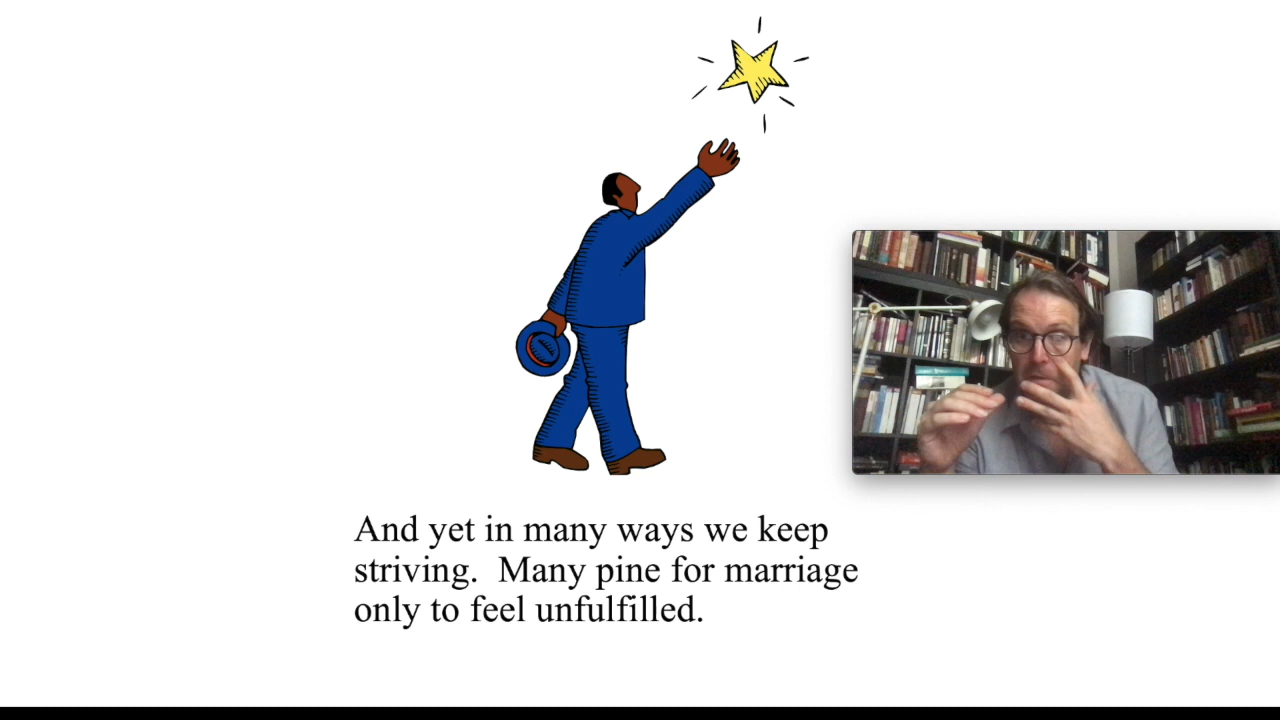 And yet in many ways we keep
striving.  Many pine for marriage
only to feel unfulfilled.